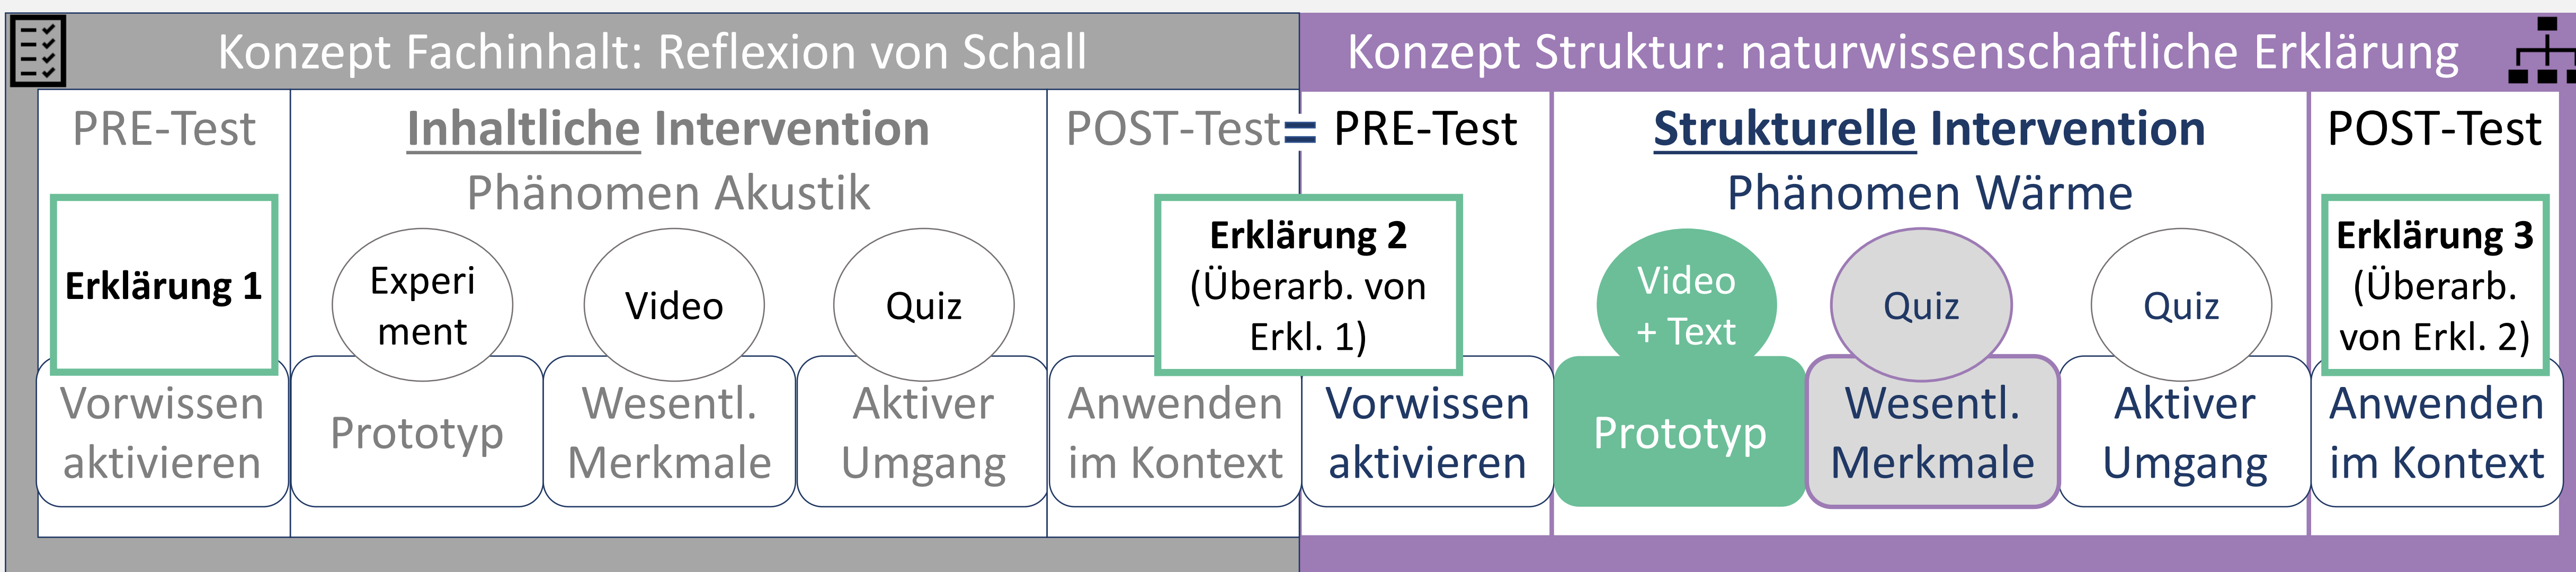 Konzept Fachinhalt: Reflexion von Schall
Konzept Struktur: naturwissenschaftliche Erklärung
PRE-Test
Inhaltliche Intervention
Phänomen Akustik
POST-Test = PRE-Test
Strukturelle Intervention
Phänomen Wärme
POST-Test
Erklärung 1
Experi
ment
Video
Quiz
Erklärung 2
(Überarb. von
Erkl. 1)
Video
+ Text
Quiz
Quiz
Erklärung 3
(Überarb.
von Erkl. 2)
Vorwissen
aktivieren
Prototyp
Wesentl.
Merkmale
Aktiver
Umgang
Anwenden
im Kontext
Vorwissen
aktivieren
Prototyp
Wesentl.
Merkmale
Aktiver
Umgang
Anwenden
im Kontext